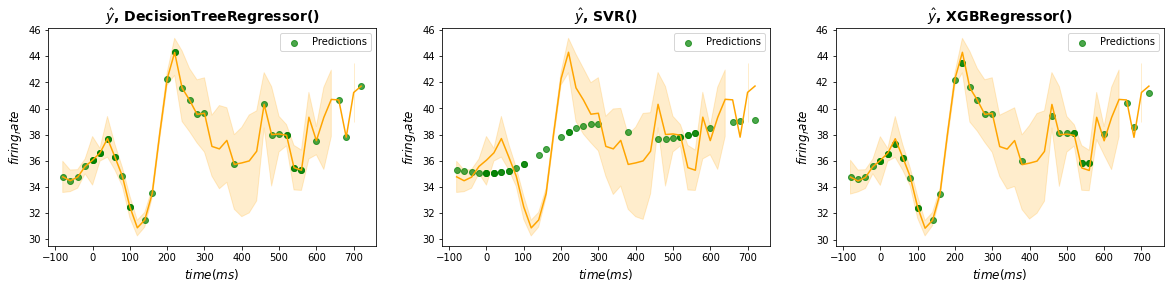 ŷ, DecisionTreeRegressor()
46
44
42
40
38
36
34
32
30
firing_rate
−100 0 100 200 300 400 500 600 700
time(ms)
Predictions
ŷ, SVR()
46
44
42
40
38
36
34
32
30
firing_rate
−100 0 100 200 300 400 500 600 700
time(ms)
Predictions
ŷ, XGBRegressor()
46
44
42
40
38
36
34
32
30
firing_rate
−100 0 100 200 300 400 500 600 700
time(ms)
Predictions